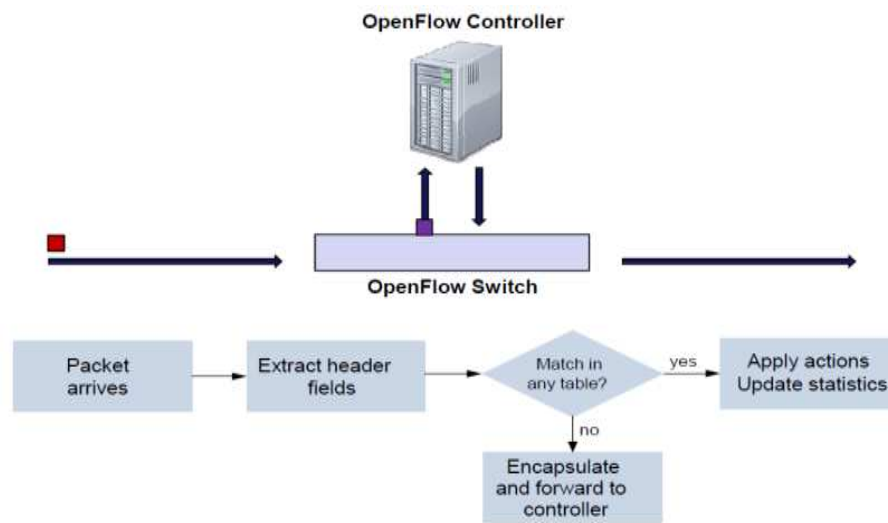 OpenFlow Controller
OpenFlow Switch
Packet
arrives
Extract header
fields
Match in
any table?
yes
Apply actions
Update statistics
no
Encapsulate
and forward to
controller